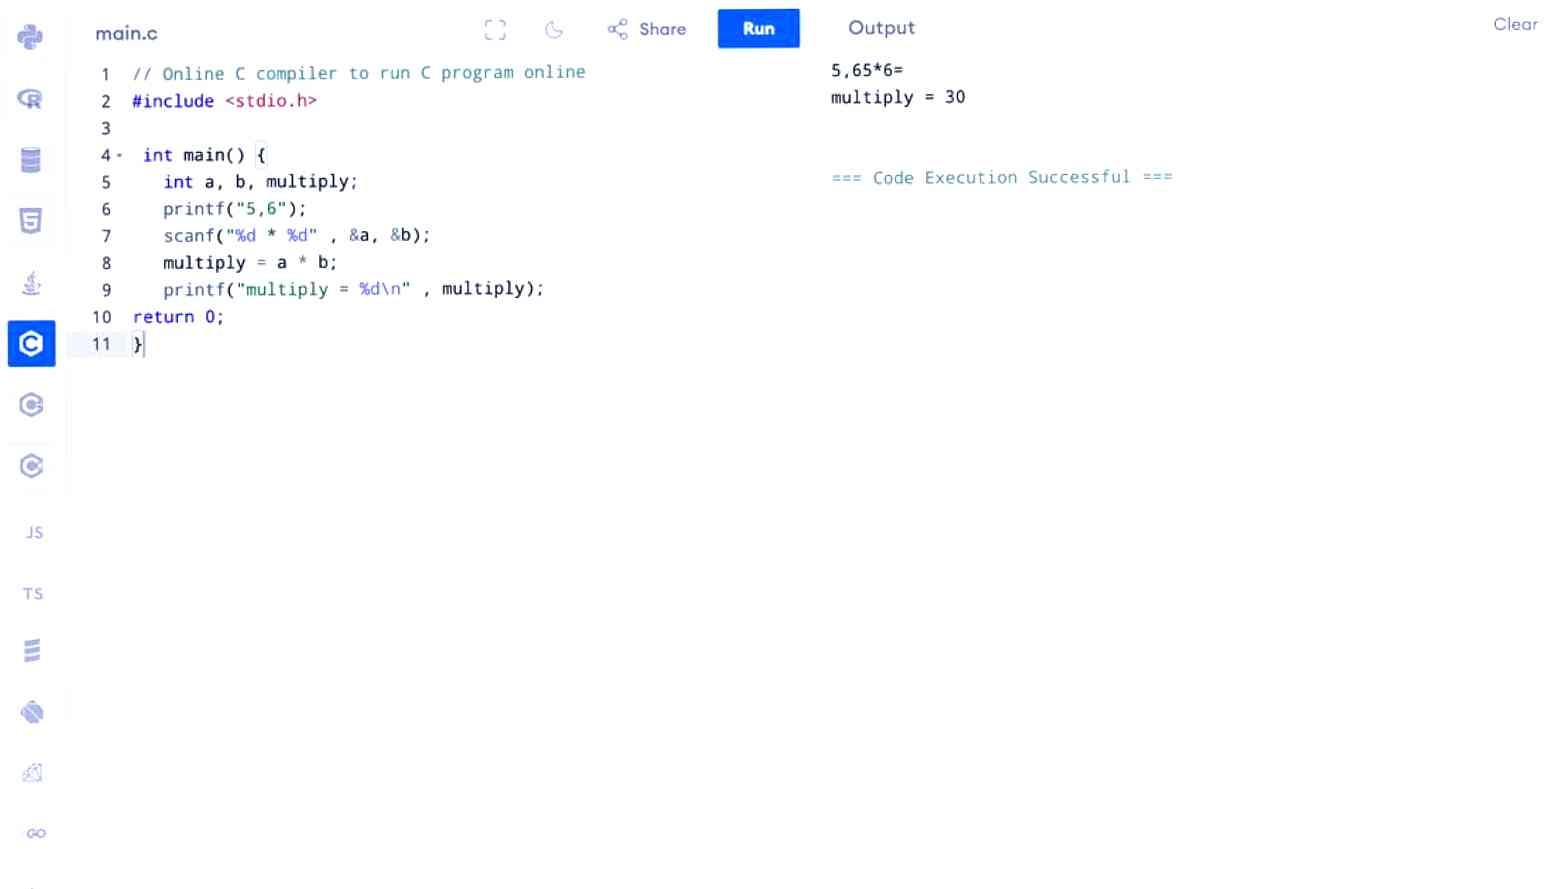 main.c
Share
Run
Output
Clear
1 // Online C compiler to run C program online
2 #include <stdio.h>
3
4 int main() {
5 int a, b, multiply;
6 printf("5,6");
7 scanf("%d * %d" , &a, &b);
8 multiply = a * b;
9 printf("multiply = %d\n" , multiply);
10 return 0;
11 }
5,65*6=
multiply = 30
=== Code Execution Successful ===
R
5
C
C
C
JS
TS
GO